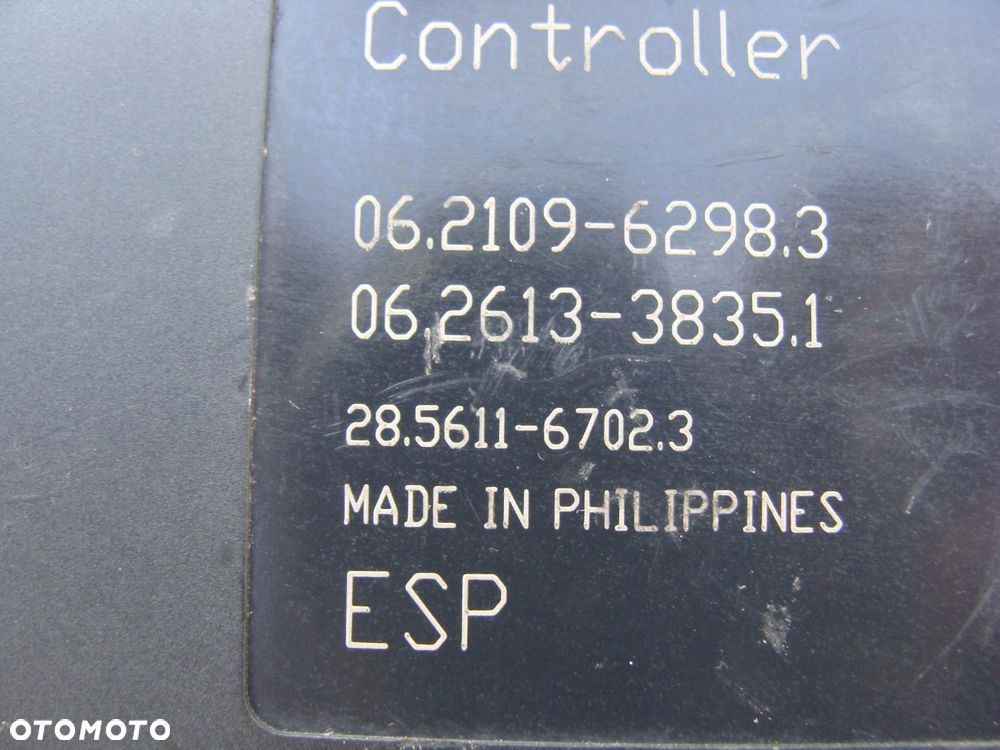 Controller
06.2109-6298.3
06.2613-3835.1
28.5611-6702.3
MADE IN PHILIPPINES
ESP
OTOMOTO